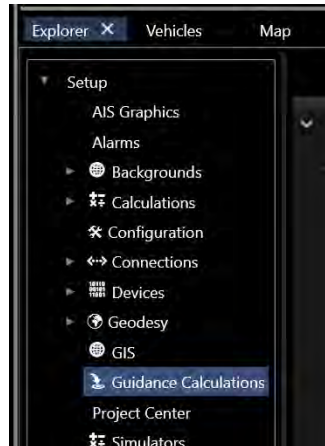 Explorer × Vehicles Map
Setup
AIS Graphics
Alarms
Backgrounds
Calculations
Configuration
Connections
Devices
Geodesy
GIS
Guidance Calculations
Project Center
Simulators